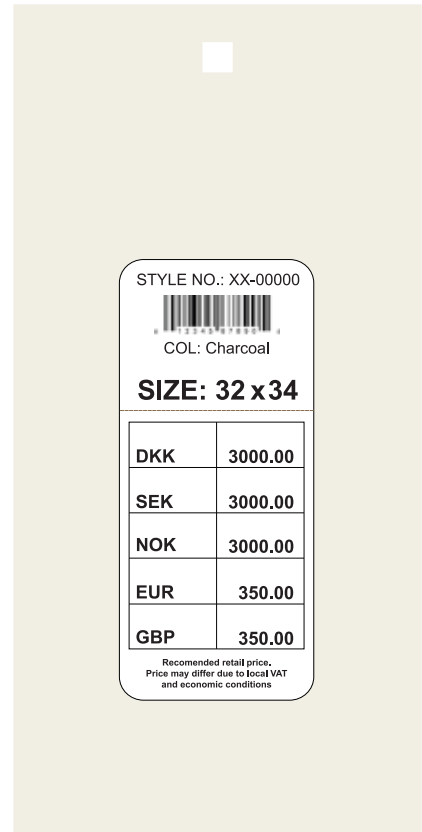 STYLE NO.: XX-00000
COL: Charcoal
SIZE: 32 x 34
DKK 3000.00
SEK 3000.00
NOK 3000.00
EUR 350.00
GBP 350.00
Recomended retail price.
Price may differ due to local VAT
and economic conditions